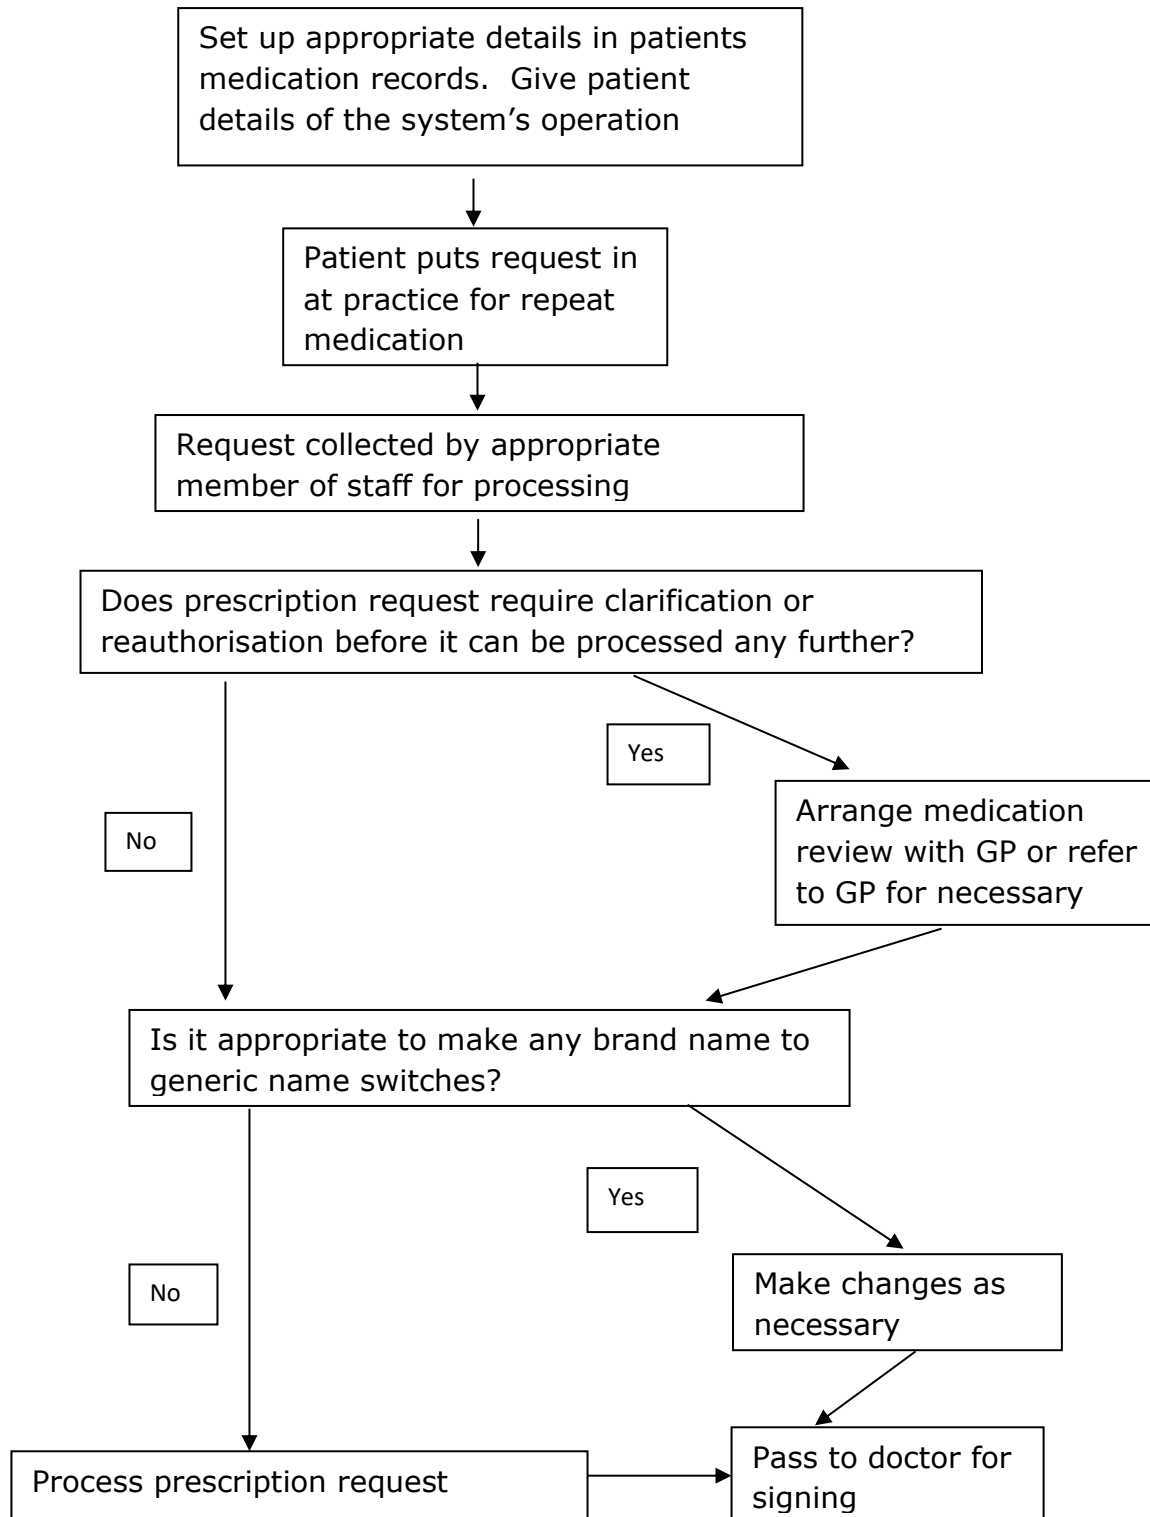 Set up appropriate details in patients
medication records.  Give patient
details of the system’s operation
Patient puts request in
at practice for repeat
medication
Request collected by appropriate
member of staff for processing
Does prescription request require clarification or
reauthorisation before it can be processed any further?
Yes
No
Arrange medication
review with GP or refer
to GP for necessary
Is it appropriate to make any brand name to
generic name switches?
Yes
No
Make changes as
necessary
Process prescription request
Pass to doctor for
signing